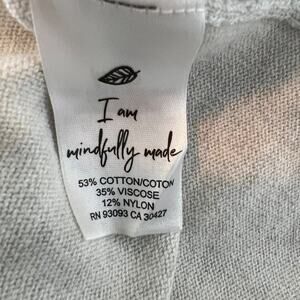 I am
mindfully made
53% COTTON/COTON
35% VISCOSE
12% NYLON
RN 93093 CA 30427